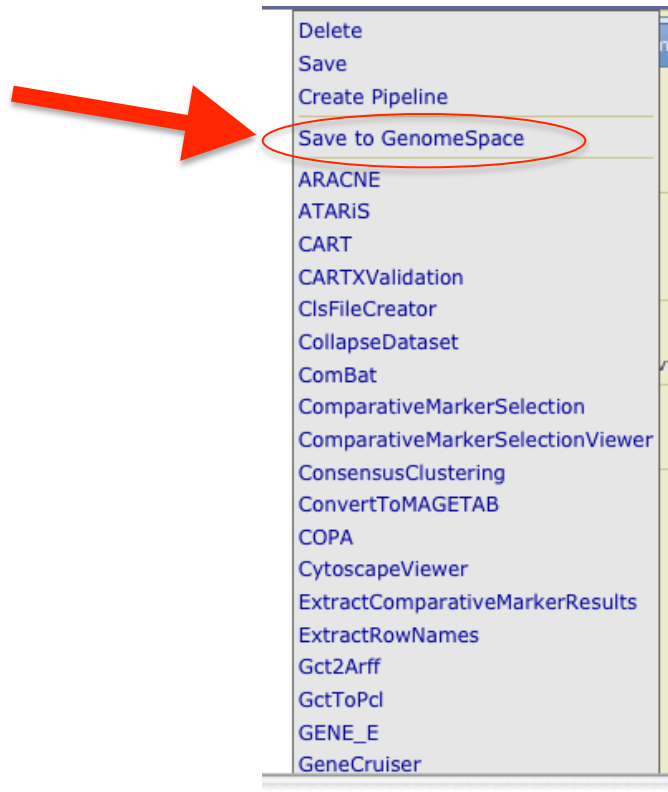 Delete
Save
Create Pipeline
Save to GenomeSpace
ARACNE
ATARiS
CART
CARTXValidation
ClsFileCreator
CollapseDataset
ComBat
ComparativeMarkerSelection
ComparativeMarkerSelectionViewer
ConsensusClustering
ConvertToMAGETAB
COPA
CytoscapeViewer
ExtractComparativeMarkerResults
ExtractRowNames
Gct2Arff
GctToPcl
GENE_E
GeneCruiser